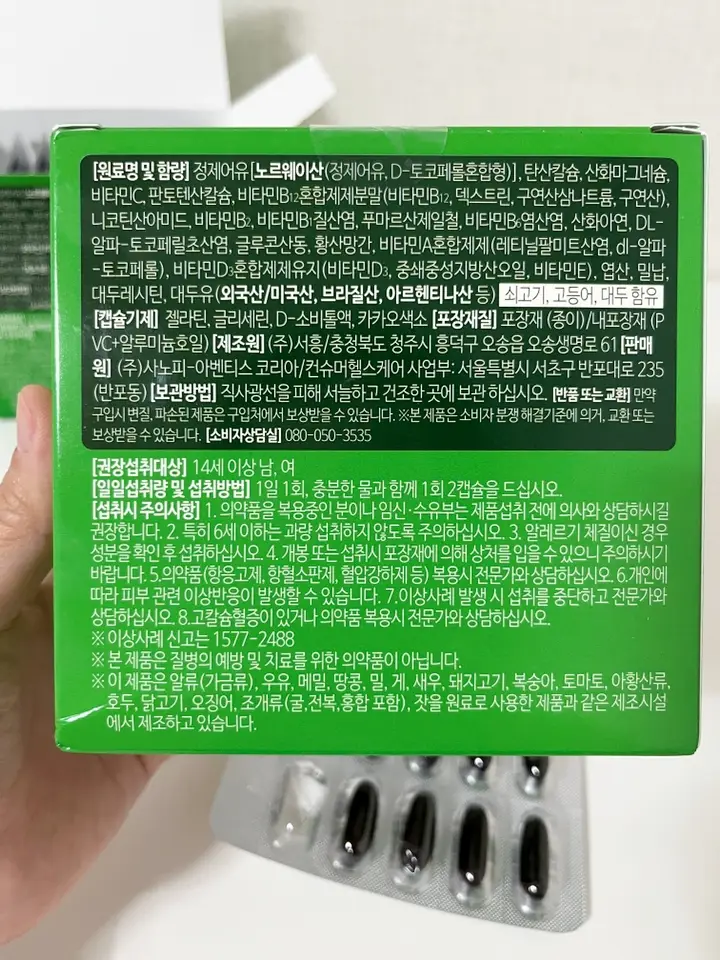 [원료명 및 함량] 정제어유[노르웨이산(정제어유, D-토코페롤혼합형)], 탄산칼슘, 산화마그네슘,
비타민C, 판토텐산칼슘, 비타민B12혼합제제분말(비타민B12, 덱스트린, 구연산삼나트륨, 구연산),
니코틴산아미드, 비타민B2, 비타민B1질산염, 푸마르산제일철, 비타민B6염산염, 산화아연, DL-
알파-토코페릴초산염, 글루콘산동, 황산망간, 비타민A혼합제제(레티닐팔미트산염, dl-알파
-토코페롤), 비타민D3혼합제제유지(비타민D3, 중쇄중성지방산오일, 비타민E), 엽산, 밀납,
대두레시틴, 대두유(외국산/미국산, 브라질산, 아르헨티나산 등) 쇠고기, 고등어, 대두 함유
[캡슐기제] 젤라틴, 글리세린, D-소비톨액, 카카오색소 [포장재질] 포장재 (종이)/내포장재 (P
VC+알루미늄호일) [제조원] (주)서흥/충청북도 청주시 흥덕구 오송읍 오송생명로 61 [판매
원] (주)사노피-아벤티스 코리아/컨슈머헬스케어 사업부: 서울특별시 서초구 반포대로 235
(반포동) [보관방법] 직사광선을 피해 서늘하고 건조한 곳에 보관 하십시오. [반품 또는 교환] 만약
구입시 변질, 파손된 제품은 구입처에서 보상받을 수 있습니다. ※본 제품은 소비자 분쟁 해결기준에 의거, 교환 또는
보상받을 수 있습니다. [소비자상담실] 080-050-3535
[권장섭취대상] 14세 이상 남, 여
[일일섭취량 및 섭취방법] 1일 1회, 충분한 물과 함께 1회 2캡슐을 드십시오.
[섭취시 주의사항] 1. 의약품을 복용중인 분이나 임신·수유부는 제품섭취 전에 의사와 상담하시길
권장합니다. 2. 특히 6세 이하는 과량 섭취하지 않도록 주의하십시오. 3. 알레르기 체질이신 경우
성분을 확인 후 섭취하십시오. 4. 개봉 또는 섭취시 포장재에 의해 상처를 입을 수 있으니 주의하시기
바랍니다. 5.의약품(항응고제, 항혈소판제, 혈압강하제 등) 복용시 전문가와 상담하십시오. 6.개인에
따라 피부 관련 이상반응이 발생할 수 있습니다. 7.이상사례 발생 시 섭취를 중단하고 전문가와
상담하십시오. 8.고칼슘혈증이 있거나 의약품 복용시 전문가와 상담하십시오.
※ 이상사례 신고는 1577-2488
※ 본 제품은 질병의 예방 및 치료를 위한 의약품이 아닙니다.
※ 이 제품은 알류(가금류), 우유, 메밀, 땅콩, 밀, 게, 새우, 돼지고기, 복숭아, 토마토, 아황산류,
호두, 닭고기, 오징어, 조개류(굴,전복,홍합 포함), 잣을 원료로 사용한 제품과 같은 제조시설
에서 제조하고 있습니다.